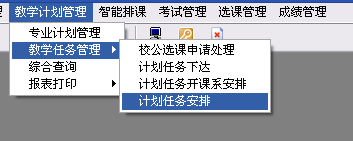 教学计划管理 智能排课 考试管理 选课管理 成绩管理
专业计划管理
教学任务管理
综合查询
报表打印
校公选课申请处理
计划任务下达
计划任务开课系安排
计划任务安排